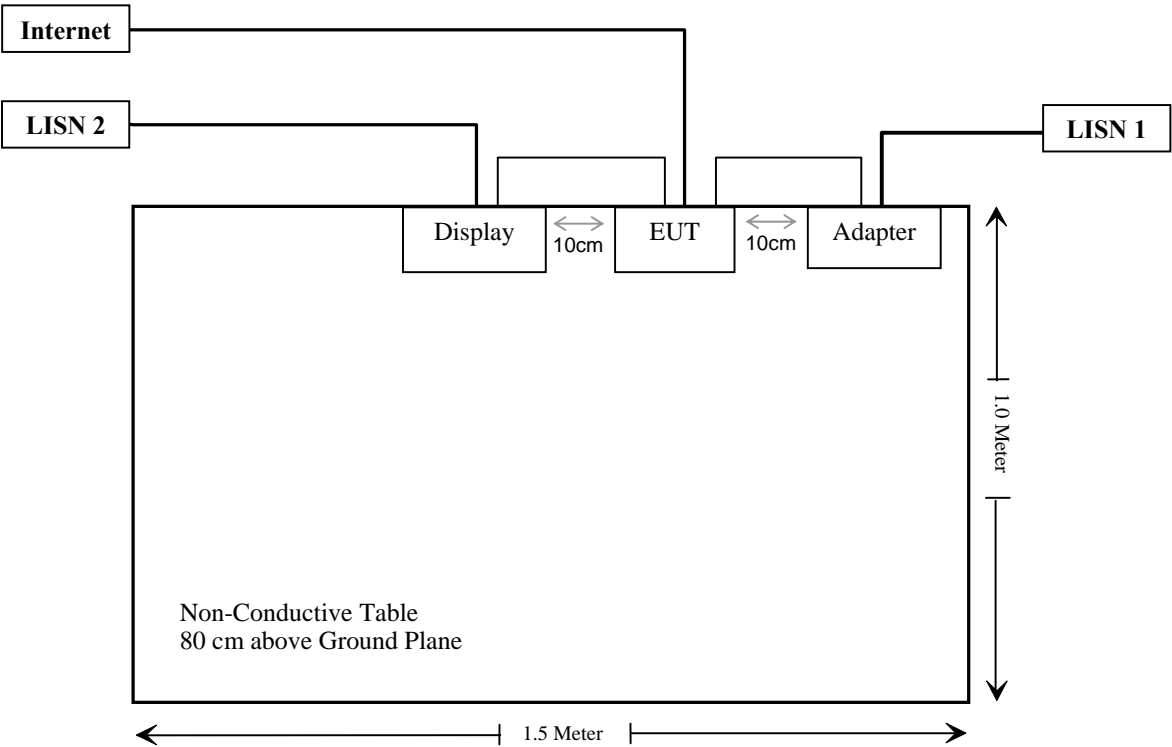 Internet
LISN 2
LISN 1
Display
10cm
EUT
10cm
Adapter
1.0 Meter
Non-Conductive Table
80 cm above Ground Plane
1.5 Meter